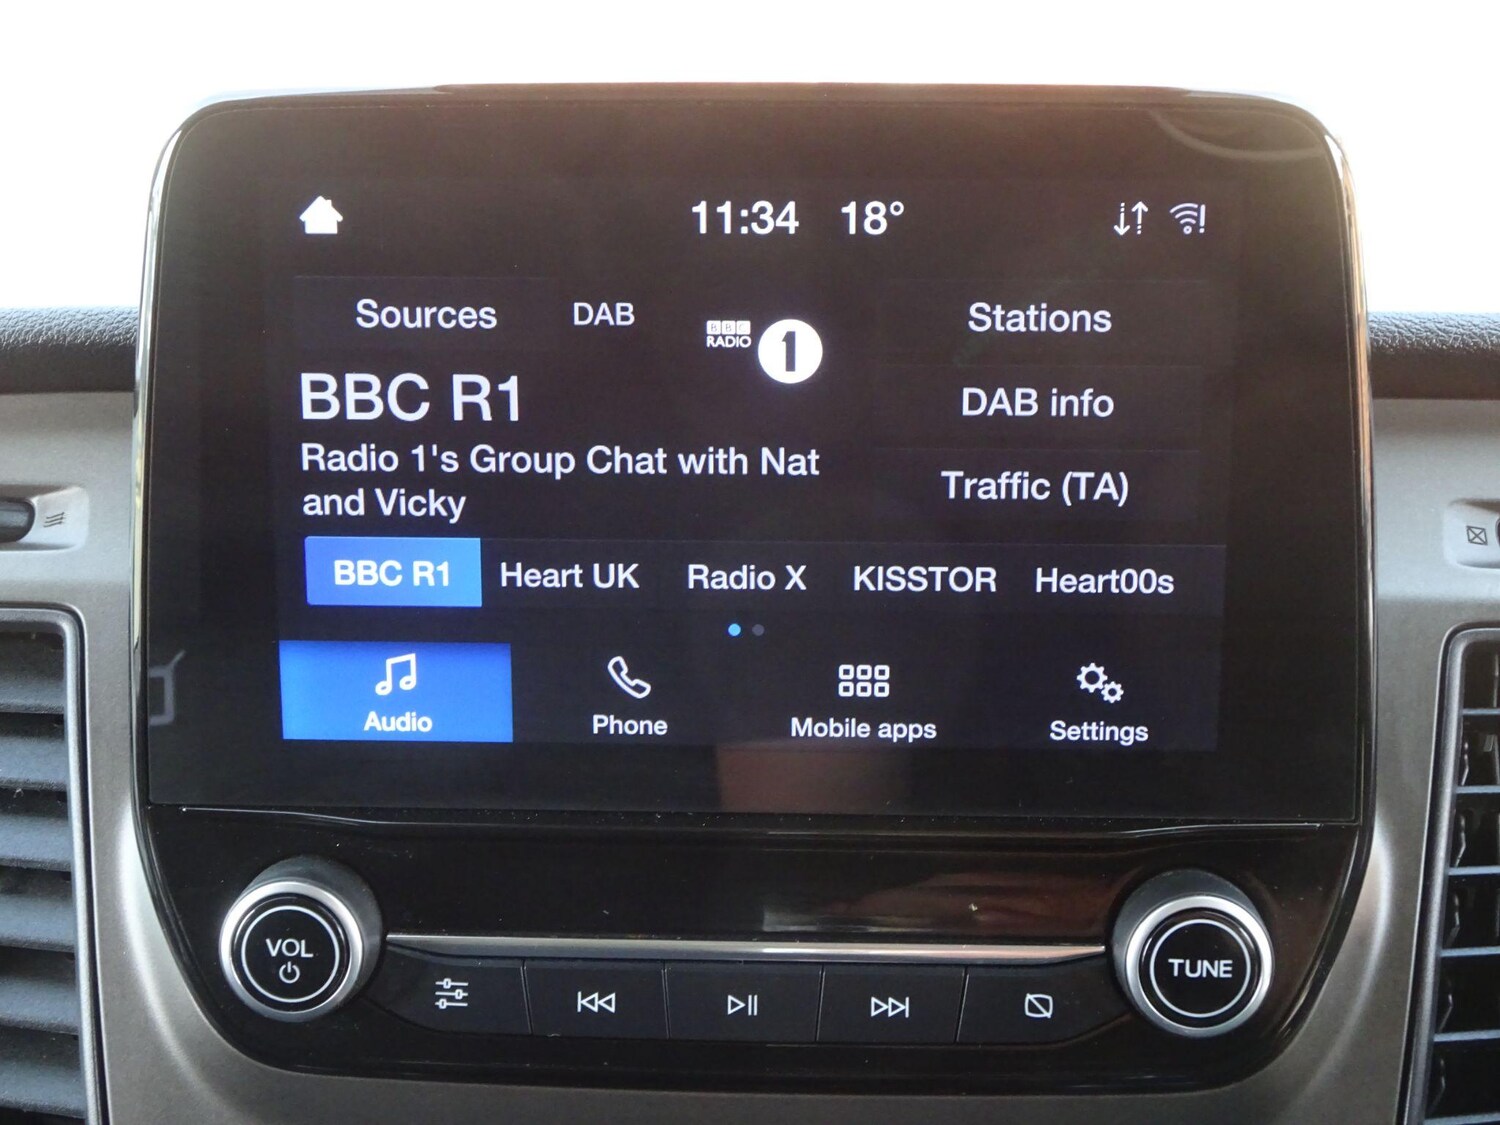 11:34 18°
Sources DAB
BBC
RADIO 1
Stations
BBC R1
DAB info
Radio 1's Group Chat with Nat
and Vicky
Traffic (TA)
BBC R1 Heart UK Radio X KISSTOR Heart00s
Audio Phone Mobile apps Settings
VOL
TUNE